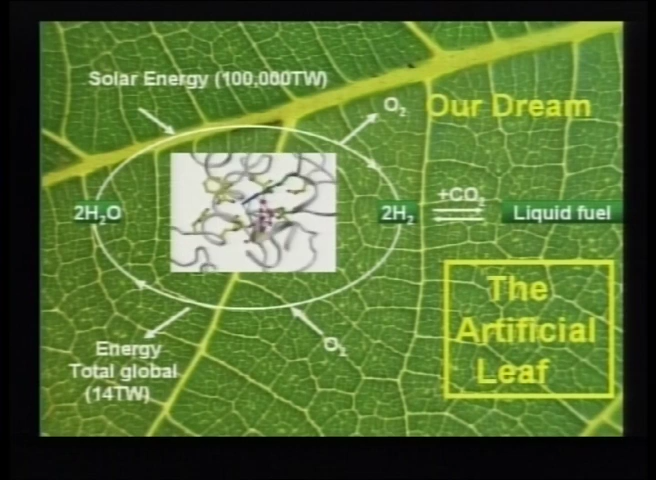 Solar Energy (100,000TW)
O₂
Our Dream
2H₂O
2H₂
+CO₂
Liquid fuel
The
Artificial
Leaf
O₂
Energy
Total global
(14TW)